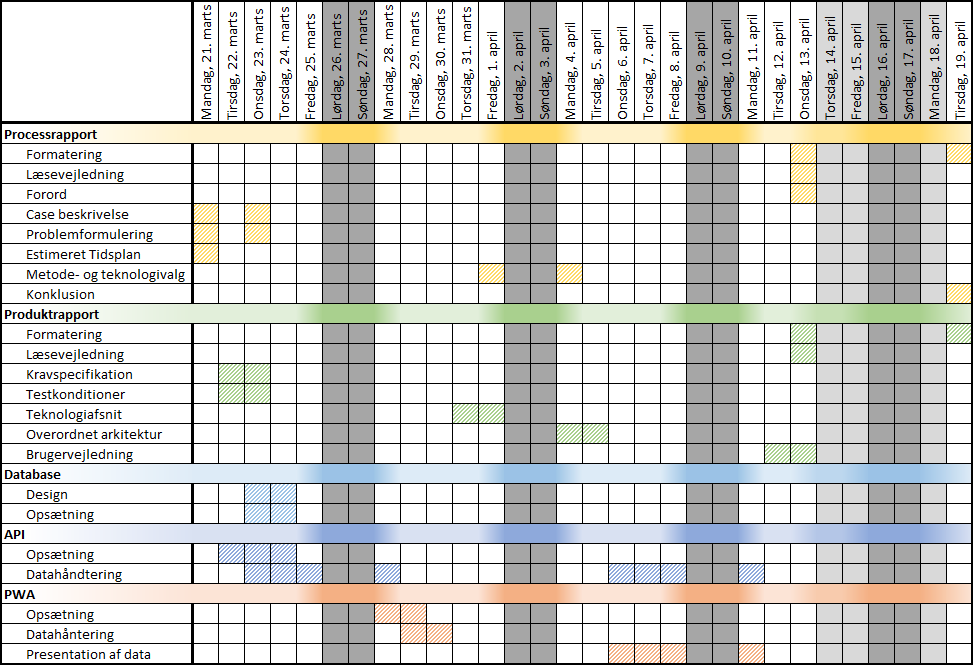 Mandag, 21. marts
Tirsdag, 22. marts
Onsdag, 23. marts
Torsdag, 24. marts
Fredag, 25. marts
Lørdag, 26. marts
Søndag, 27. marts
Mandag, 28. marts
Tirsdag, 29. marts
Onsdag, 30. marts
Torsdag, 31. marts
Fredag, 1. april
Lørdag, 2. april
Søndag, 3. april
Mandag, 4. april
Tirsdag, 5. april
Onsdag, 6. april
Torsdag, 7. april
Fredag, 8. april
Lørdag, 9. april
Søndag, 10. april
Mandag, 11. april
Tirsdag, 12. april
Onsdag, 13. april
Torsdag, 14. april
Fredag, 15. april
Lørdag, 16. april
Søndag, 17. april
Mandag, 18. april
Tirsdag, 19. april
Processrapport
Formatering
Læsevejledning
Forord
Case beskrivelse
Problemformulering
Estimeret Tidsplan
Metode- og teknologivalg
Konklusion
Produktrapport
Formatering
Læsevejledning
Kravspecifikation
Testkonditioner
Teknologiafsnit
Overordnet arkitektur
Brugervejledning
Database
Design
Opsætning
API
Opsætning
Datahåndtering
PWA
Opsætning
Datahåntering
Presentation af data